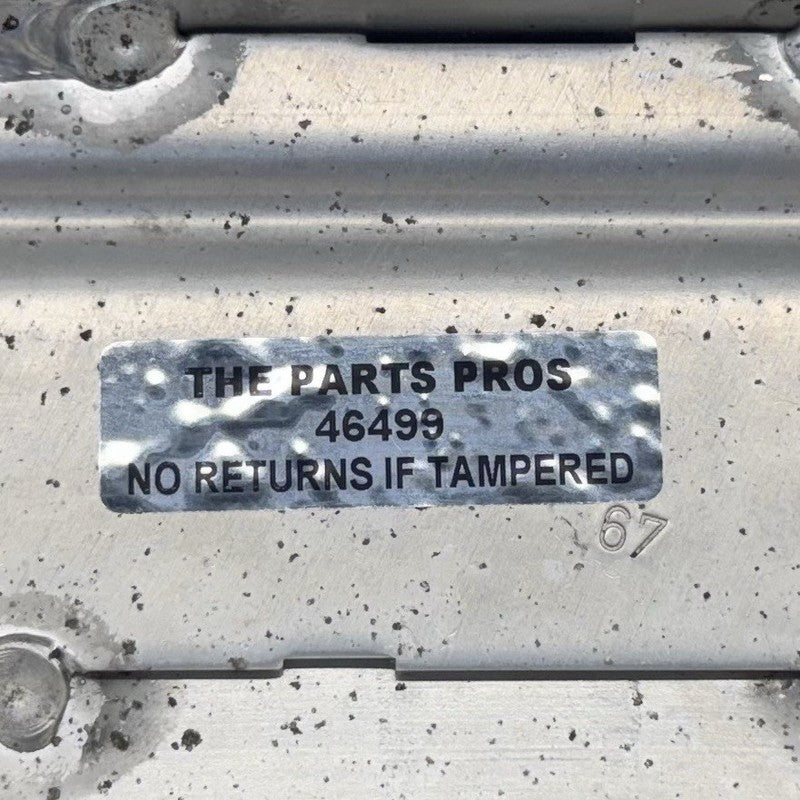 THE PARTS PROS
46499
NO RETURNS IF TAMPERED
67